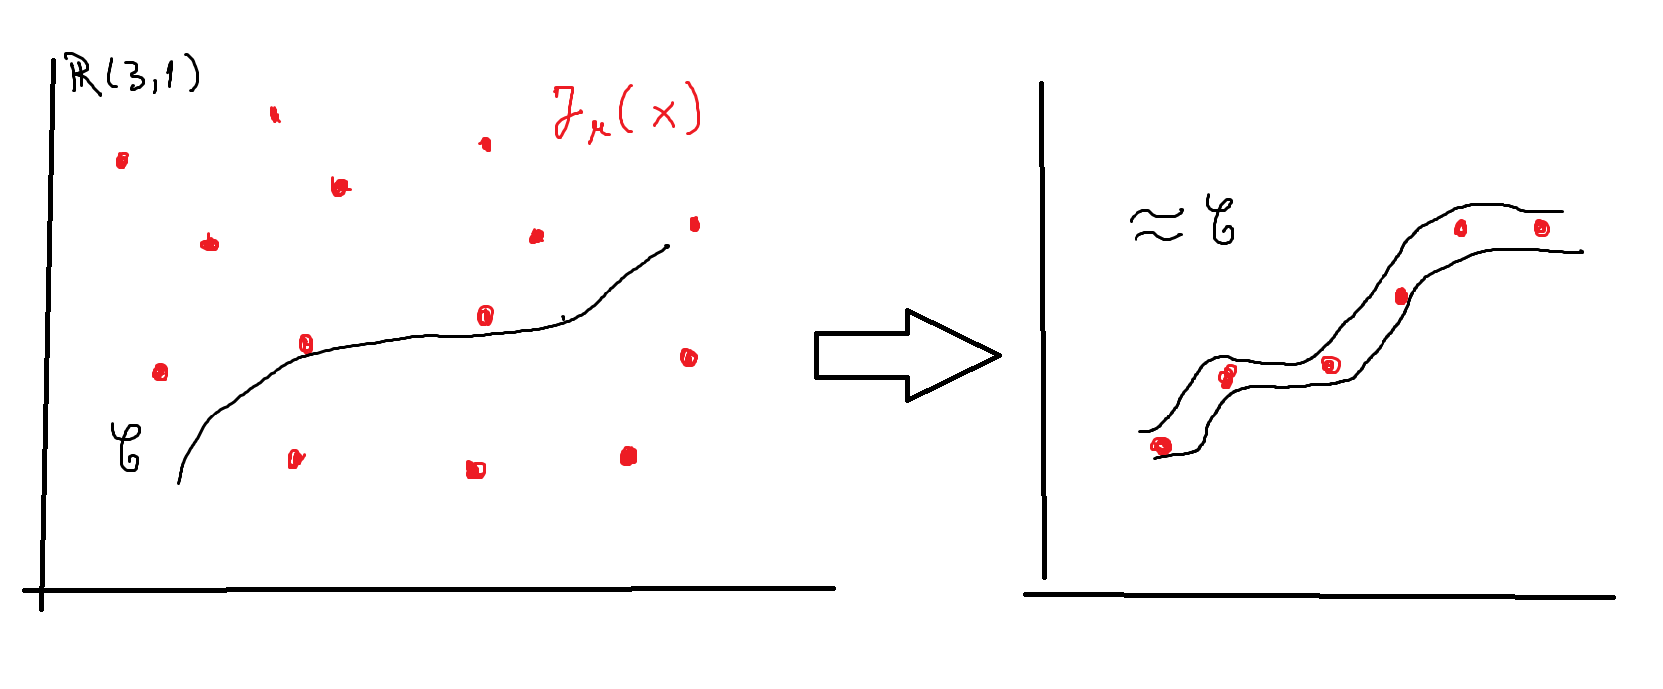 ℝ(3,1)
J_μ(x)
≈ 𝒞
𝒞